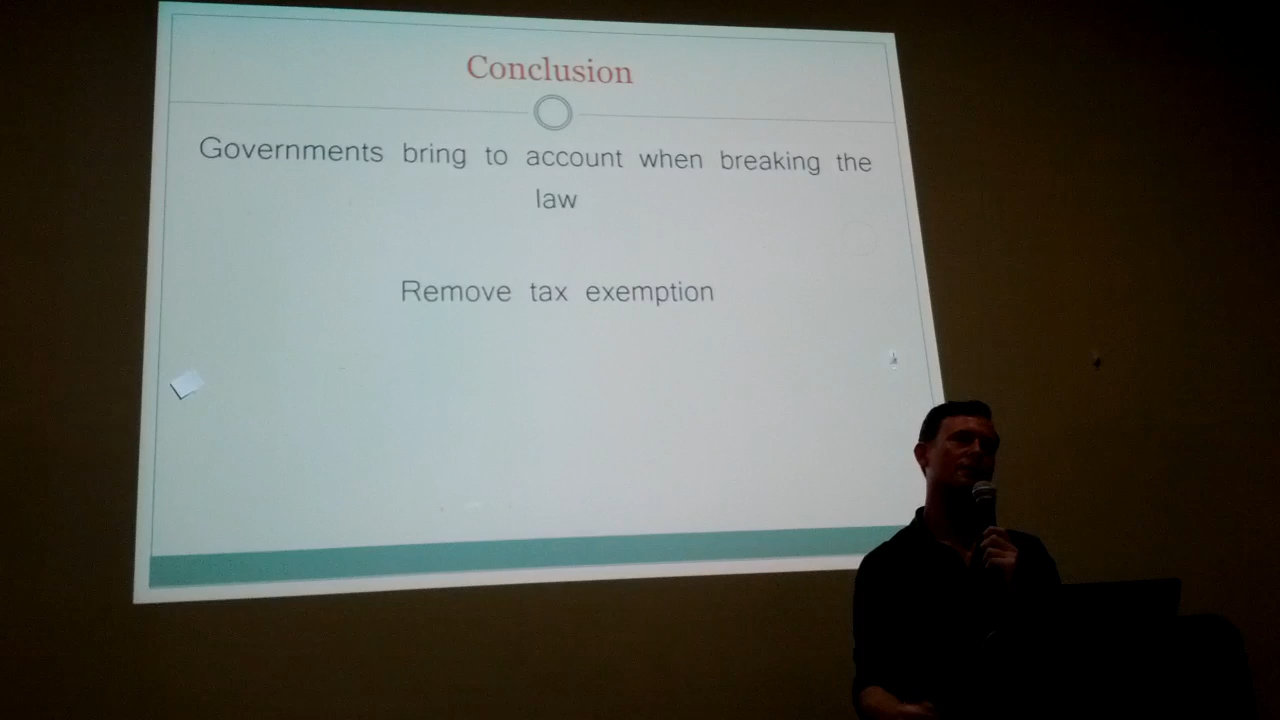 Conclusion
Governments bring to account when breaking the
law
Remove tax exemption